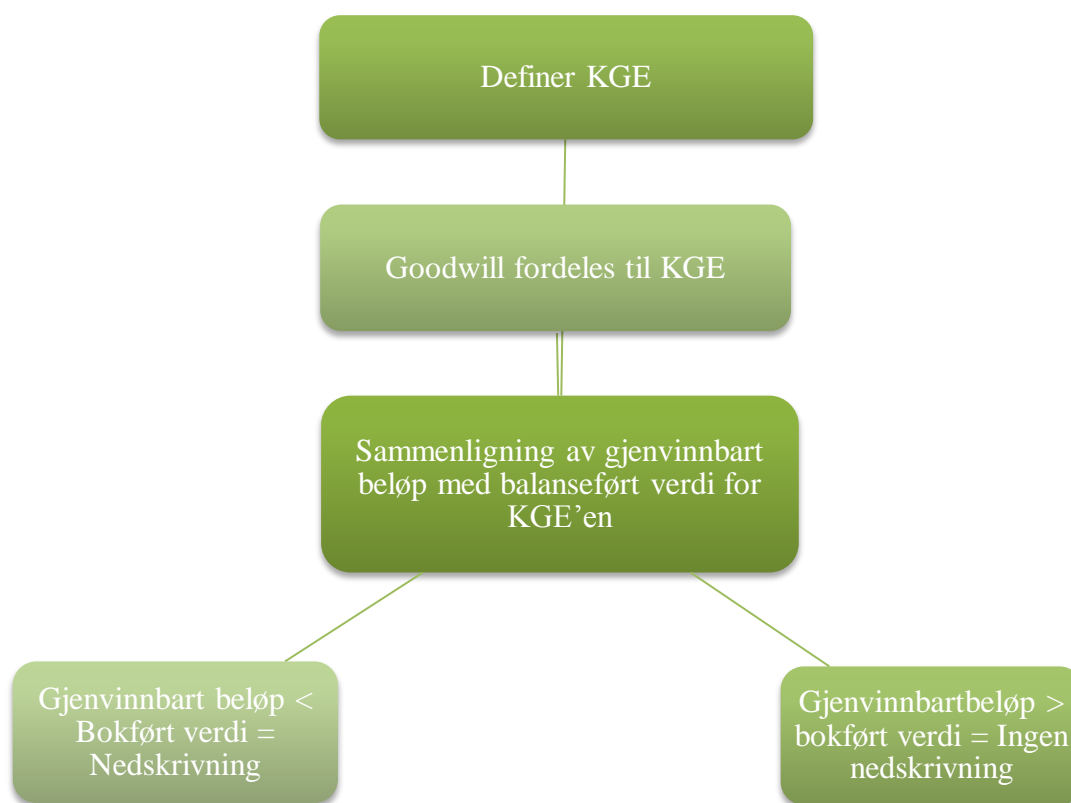 Definer KGE
Goodwill fordeles til KGE
Sammenligning av gjenvinnbart
beløp med balanseført verdi for
KGE’en
Gjenvinnbart beløp <
Bokført verdi =
Nedskrivning
Gjenvinnbartbeløp >
bokført verdi = Ingen
nedskrivning